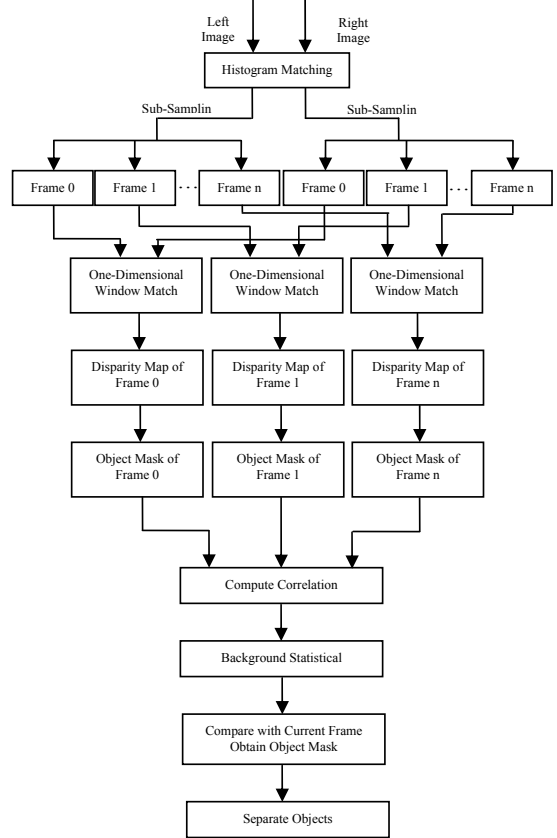 Left
Image
Right
Image
Histogram Matching
Sub-Samplin
Sub-Samplin
Frame 0
Frame 1
...
Frame n
Frame 0
Frame 1
...
Frame n
One-Dimensional
Window Match
One-Dimensional
Window Match
One-Dimensional
Window Match
Disparity Map of
Frame 0
Disparity Map of
Frame 1
Disparity Map of
Frame n
Object Mask of
Frame 0
Object Mask of
Frame 1
Object Mask of
Frame n
Compute Correlation
Background Statistical
Compare with Current Frame
Obtain Object Mask
Separate Objects